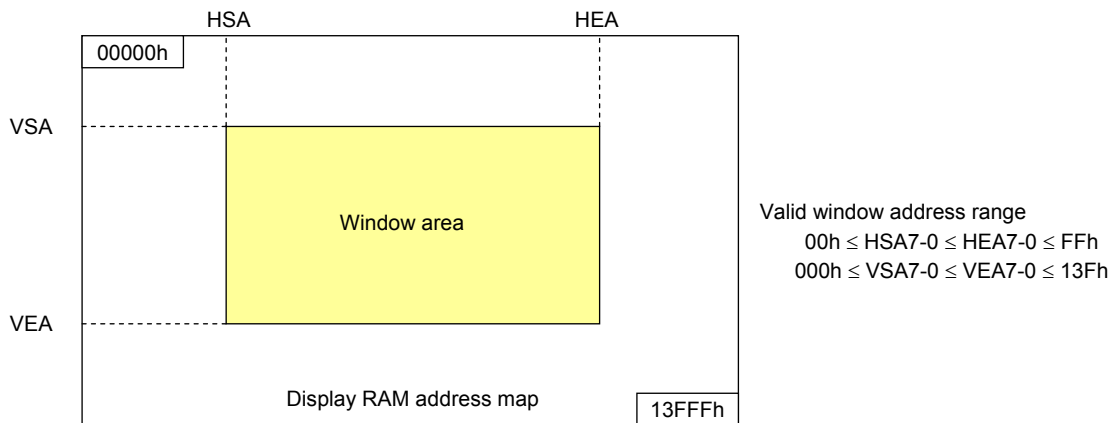 HSA HEA
00000h
VSA
Window area
Valid window address range
00h ≤ HSA7-0 ≤ HEA7-0 ≤ FFh
000h ≤ VSA7-0 ≤ VEA7-0 ≤ 13Fh
VEA
Display RAM address map
13FFFh